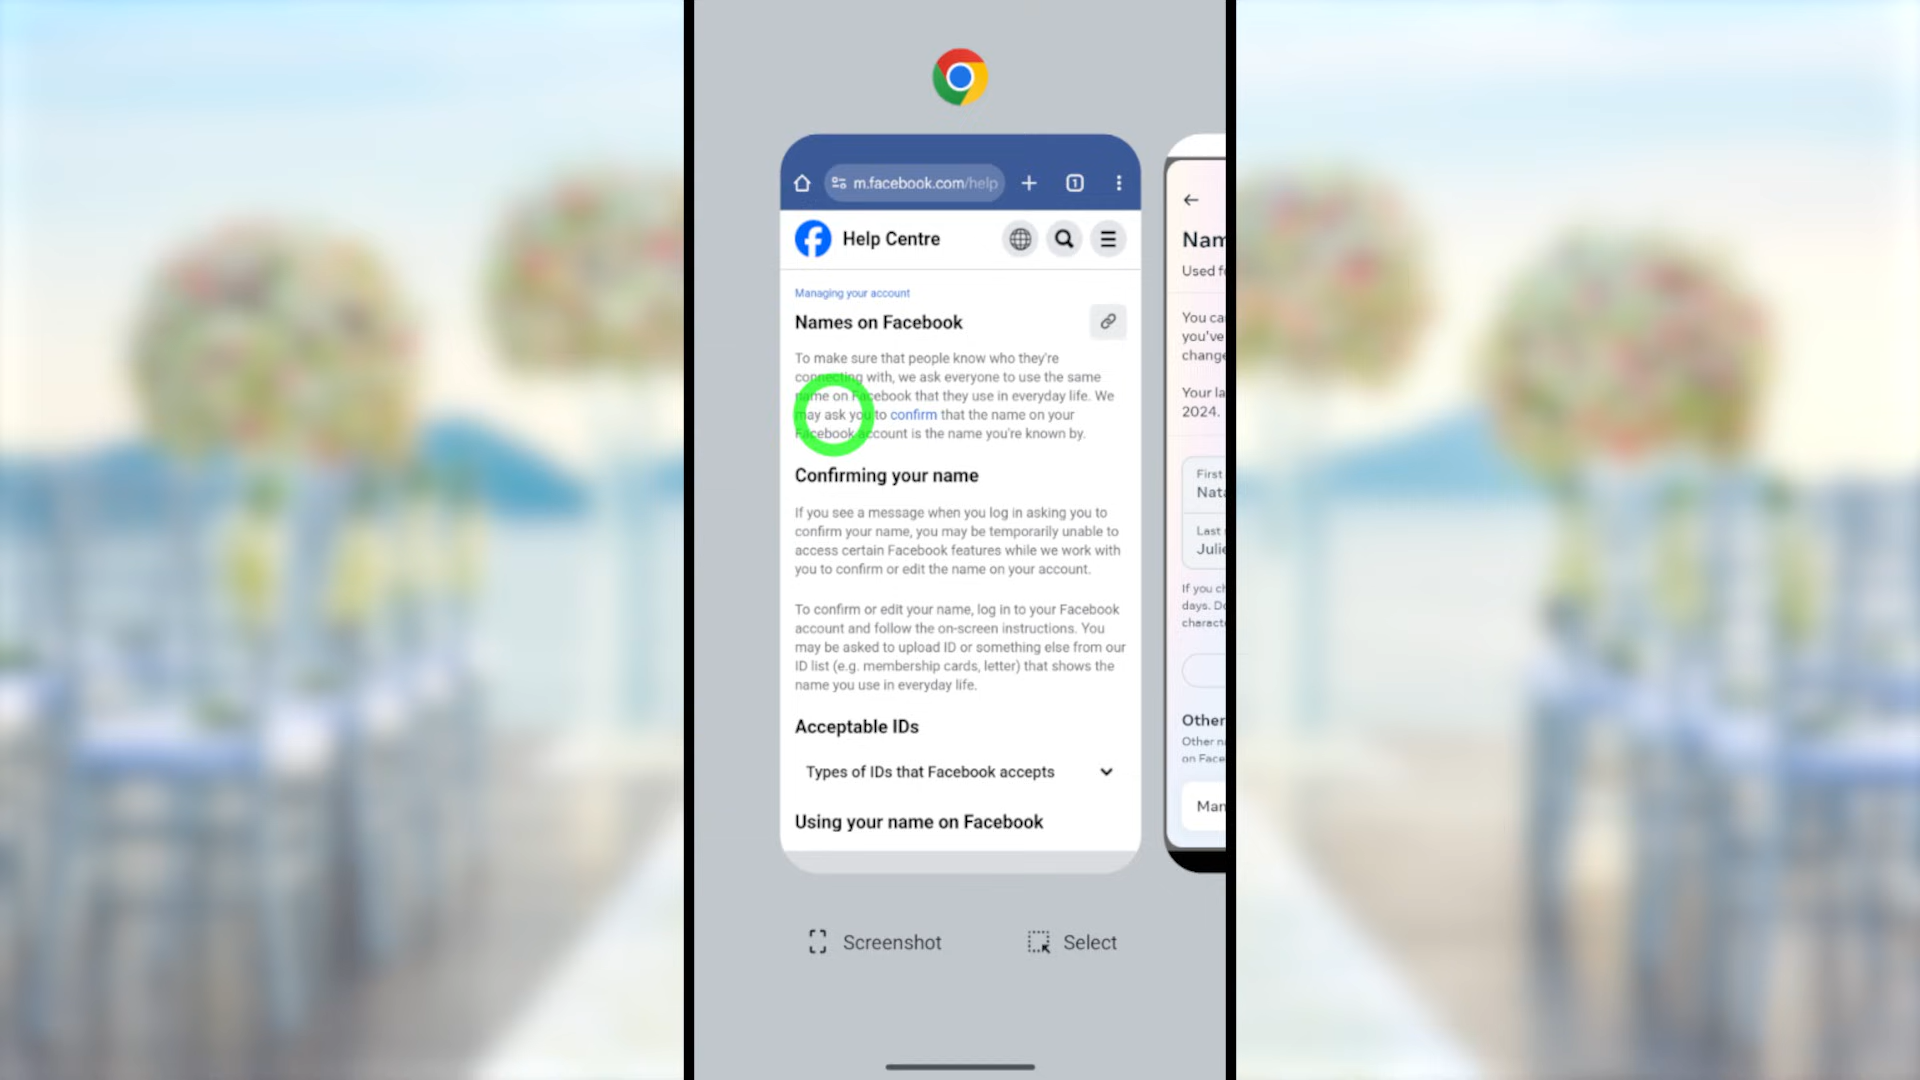 m.facebook.com/help
1
Help Centre
Managing your account
Names on Facebook
To make sure that people know who they're
connecting with, we ask everyone to use the same
name on Facebook that they use in everyday life. We
may ask you to confirm that the name on your
Facebook account is the name you're known by.
Confirming your name
If you see a message when you log in asking you to
confirm your name, you may be temporarily unable to
access certain Facebook features while we work with
you to confirm or edit the name on your account.
To confirm or edit your name, log in to your Facebook
account and follow the on-screen instructions. You
may be asked to upload ID or something else from our
ID list (e.g. membership cards, letter) that shows the
name you use in everyday life.
Acceptable IDs
Types of IDs that Facebook accepts
Using your name on Facebook
Nam
Used f
You ca
you've
change
Your la
2024.
First
Nata
Last
Julie
If you ch
days. Do
charact
Other
Other n
on Face
Man
Screenshot
Select